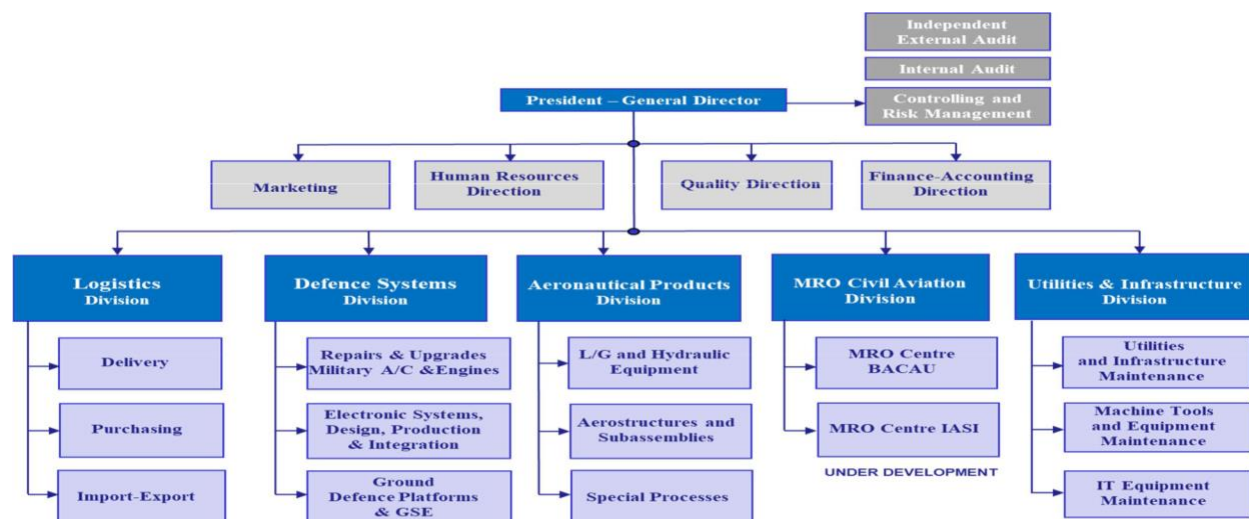 Independent
External Audit
Internal Audit
President – General Director
Controlling and
Risk Management
Marketing
Human Resources
Direction
Quality Direction
Finance-Accounting
Direction
Logistics
Division
Delivery
Purchasing
Import-Export
Defence Systems
Division
Repairs & Upgrades
Military A/C &Engines
Electronic Systems,
Design, Production
& Integration
Ground
Defence Platforms
& GSE
Aeronautical Products
Division
L/G and Hydraulic
Equipment
Aerostructures and
Subassemblies
Special Processes
MRO Civil Aviation
Division
MRO Centre
BACAU
MRO Centre IASI
UNDER DEVELOPMENT
Utilities & Infrastructure
Division
Utilities
and Infrastructure
Maintenance
Machine Tools
and Equipment
Maintenance
IT Equipment
Maintenance